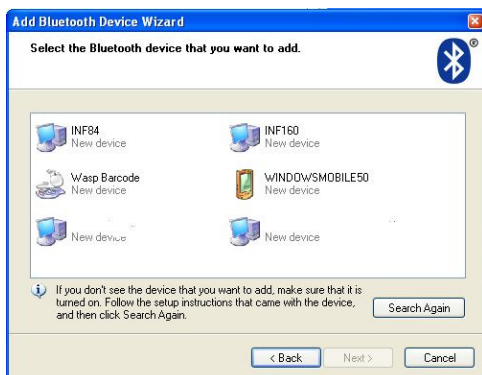 Add Bluetooth Device Wizard
Select the Bluetooth device that you want to add.
INF84
New device
INF160
New device
Wasp Barcode
New device
WINDOWSMOBILE50
New device
New device
New device
If you don't see the device that you want to add, make sure that it is
turned on. Follow the setup instructions that came with the device,
and then click Search Again.
Search Again
< Back
Next >
Cancel